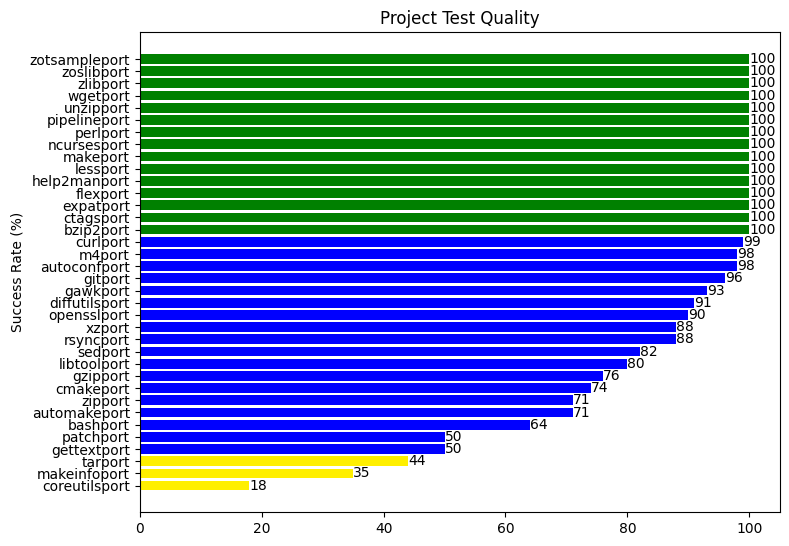 Project Test Quality
Success Rate (%)
zotsampleport 100
zoslibport 100
zlibport 100
wgetport 100
unzipport 100
pipelineport 100
perlport 100
ncursesport 100
makeport 100
lessport 100
help2manport 100
flexport 100
expatport 100
ctagsport 100
bzip2port 100
curlport 99
m4port 98
autoconfport 98
gitport 96
gawkport 93
diffutilsport 91
opensslport 90
xzport 88
rsyncport 88
sedport 82
libtoolport 80
gzipport 76
cmakeport 74
zipport 71
automakeport 71
bashport 64
patchport 50
gettextport 50
tarport 44
makeinfoport 35
coreutilsport 18
0 20 40 60 80 100